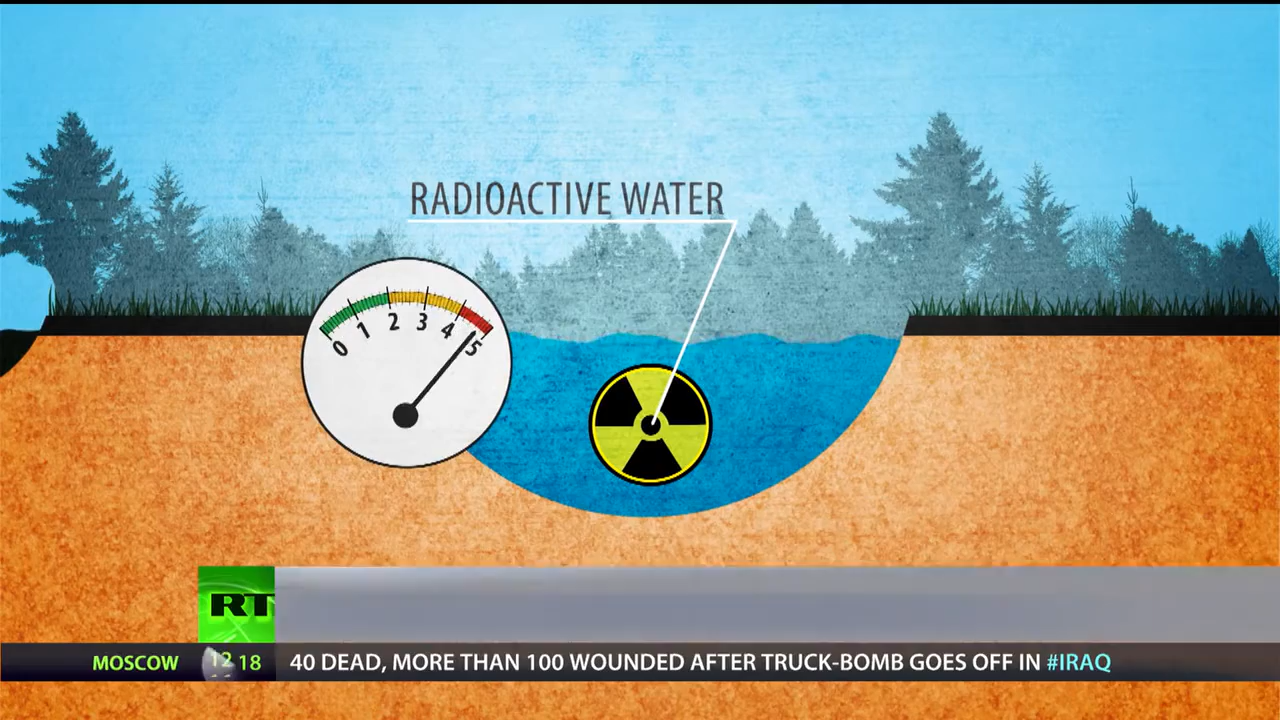 RADIOACTIVE WATER
0 1 2 3 4 5
RT
MOSCOW 12 18 40 DEAD, MORE THAN 100 WOUNDED AFTER TRUCK-BOMB GOES OFF IN #IRAQ